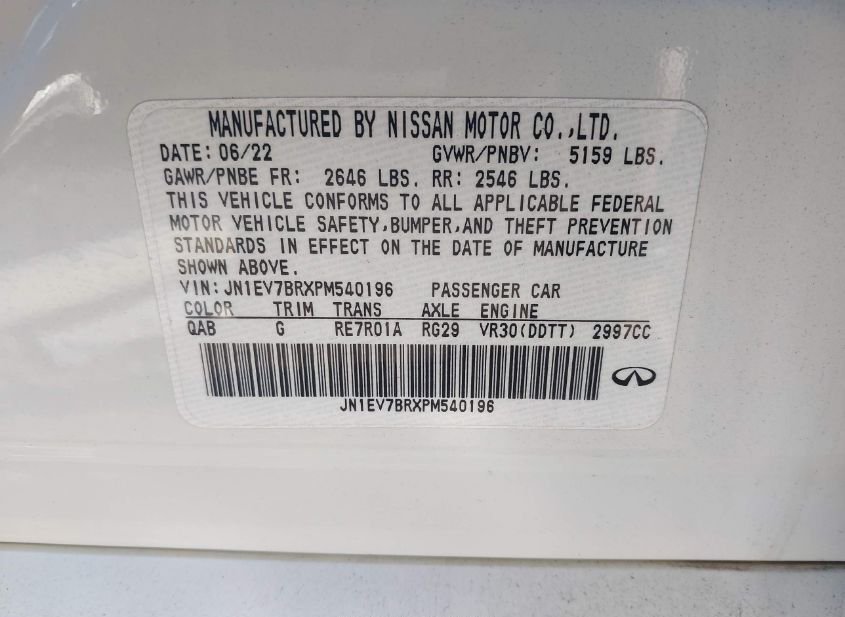 MANUFACTURED BY NISSAN MOTOR CO.,LTD.
DATE: 06/22 GVWR/PNBV: 5159 LBS.
GAWR/PNBE FR: 2646 LBS. RR: 2546 LBS.
THIS VEHICLE CONFORMS TO ALL APPLICABLE FEDERAL
MOTOR VEHICLE SAFETY,BUMPER,AND THEFT PREVENTION
STANDARDS IN EFFECT ON THE DATE OF MANUFACTURE
SHOWN ABOVE.
VIN:JN1EV7BRXPM540196 PASSENGER CAR
COLOR TRIM TRANS AXLE ENGINE
QAB G RE7R01A RG29 VR30(DDTT) 2997CC
JN1EV7BRXPM540196